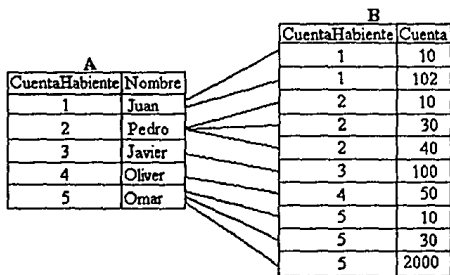 A
CuentaHabiente Nombre
1 Juan
2 Pedro
3 Javier
4 Oliver
5 Omar
B
CuentaHabiente Cuenta
1 10
1 102
2 10
2 30
2 40
3 100
4 50
5 10
5 30
5 2000